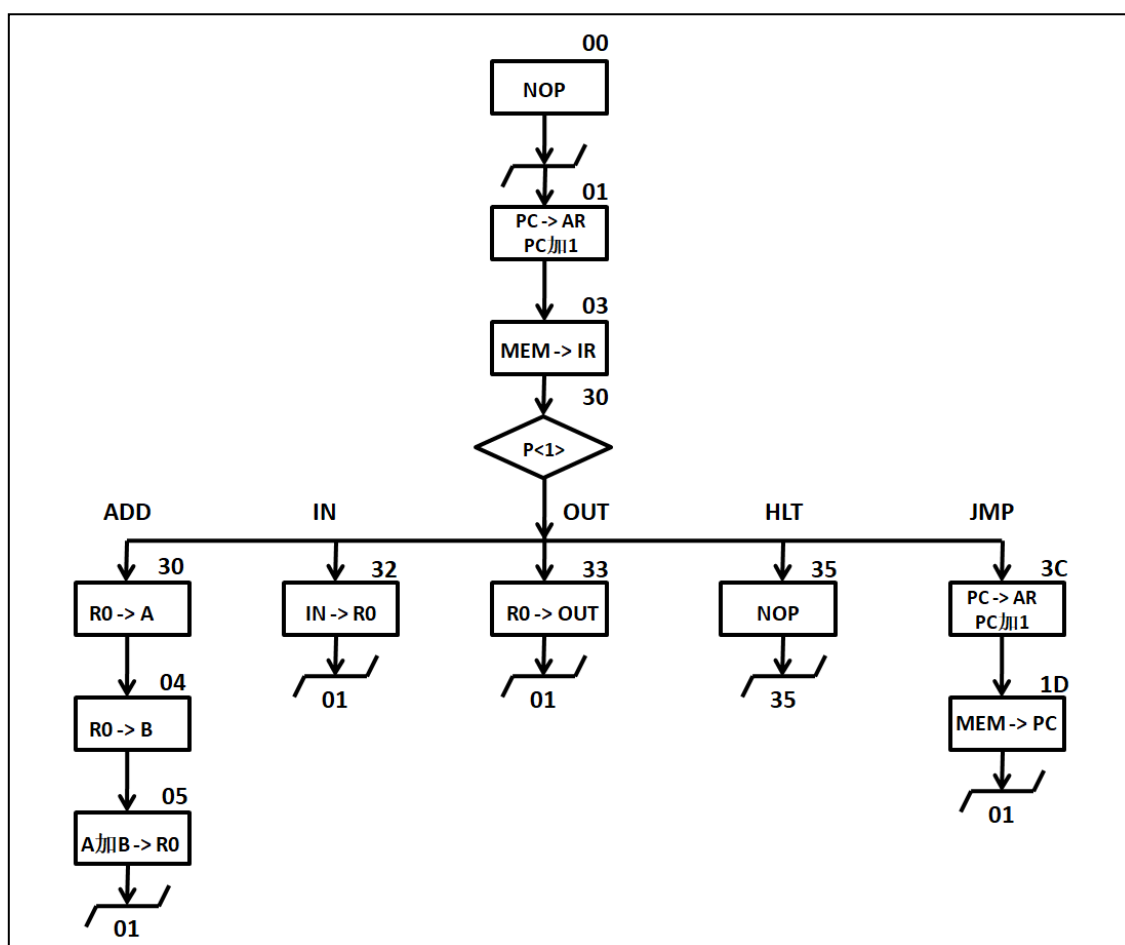 00
NOP
01
PC -> AR
PC加1
03
MEM -> IR
30
P<1>
ADD
IN
OUT
HLT
JMP
30
R0 -> A
32
IN -> R0
33
R0 -> OUT
35
NOP
3C
PC -> AR
PC加1
04
R0 -> B
01
01
35
1D
MEM -> PC
05
A加B -> R0
01
01